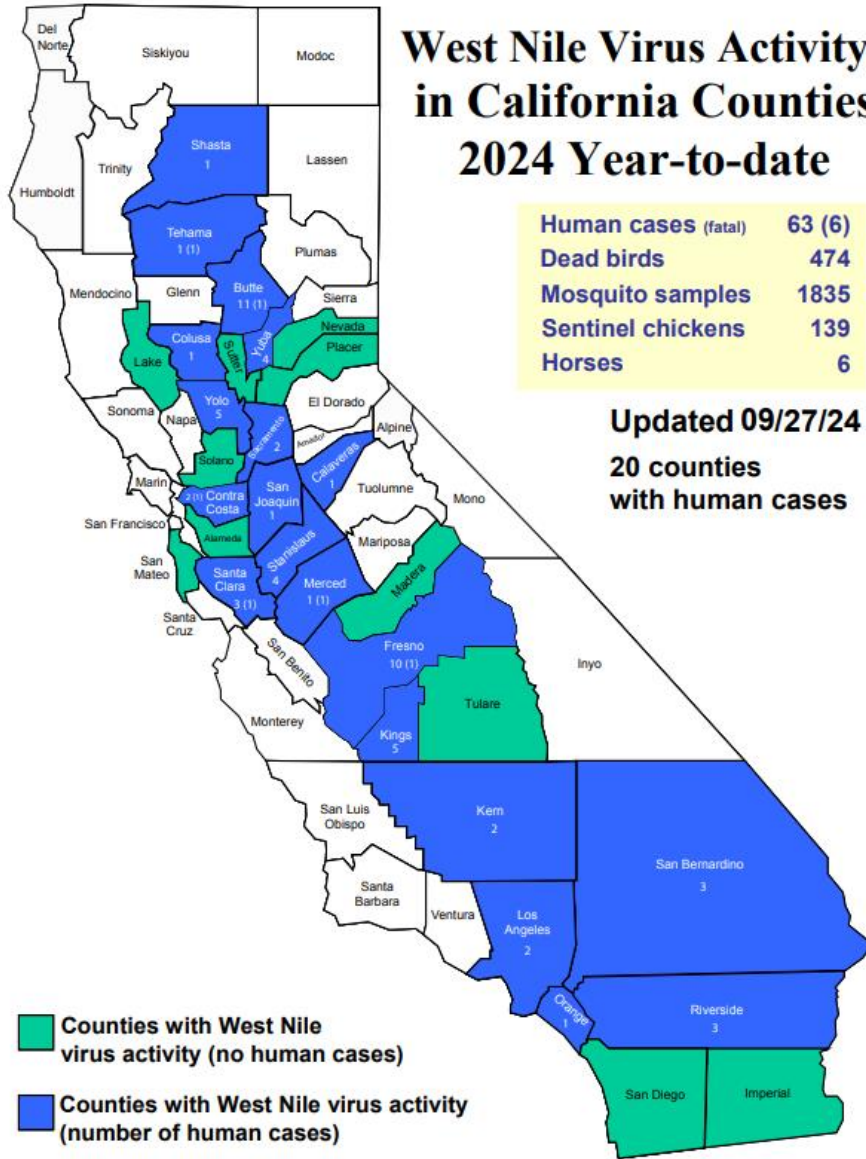 West Nile Virus Activity
in California Counties
2024 Year-to-date
Human cases (fatal) 63 (6)
Dead birds 474
Mosquito samples 1835
Sentinel chickens 139
Horses 6
Updated 09/27/24
20 counties
with human cases
Del
Norte
Siskiyou
Modoc
Shasta
1
Trinity
Lassen
Humboldt
Tehama
1 (1)
Plumas
Mendocino
Glenn
Butte
11 (1)
Sierra
Nevada
Colusa
1
Sutter
Yuba
4
Placer
Lake
El Dorado
Yolo
5
Sonoma
Napa
Sacramento
2
Amador
Alpine
Solano
Calaveras
1
Marin
2 (1) Contra
Costa
San
Joaquin
1
Tuolumne
Mono
San Francisco
Alameda
Stanislaus
4
Mariposa
San
Mateo
Santa
Clara
3 (1)
Merced
1 (1)
Madera
Santa
Cruz
San Benito
Fresno
10 (1)
Inyo
Monterey
Kings
5
Tulare
San Luis
Obispo
Kern
2
San Bernardino
3
Santa
Barbara
Ventura
Los
Angeles
2
Orange
1
Riverside
3
San Diego
Imperial
Counties with West Nile
virus activity (no human cases)
Counties with West Nile virus activity
(number of human cases)